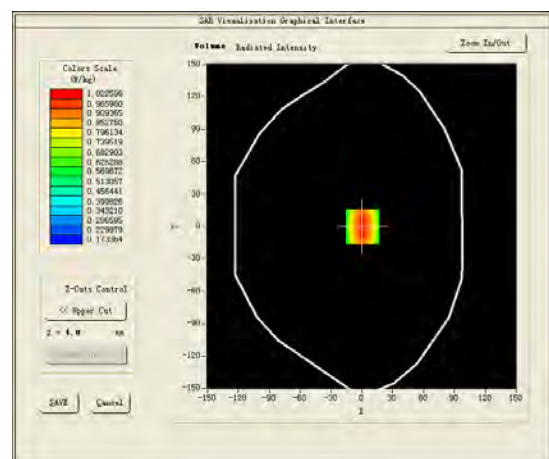 SAR Visualisation Graphical Interface
Volume Radiated Intensity
Zoom In/Out
Colors Scale
(W/kg)
1.022596
0.965980
0.909365
0.852750
0.796134
0.739519
0.682903
0.626288
0.569672
0.513057
0.456441
0.399826
0.343210
0.286595
0.229979
0.173364
150
120
90
60
30
0
-30
-60
-90
-120
-150
-150 -120 -90 -60 -30 0 30 60 90 120 150
X
Z-Cuts Control
<< Upper Cut
Z = 4.0 mm
SAVE
Cancel